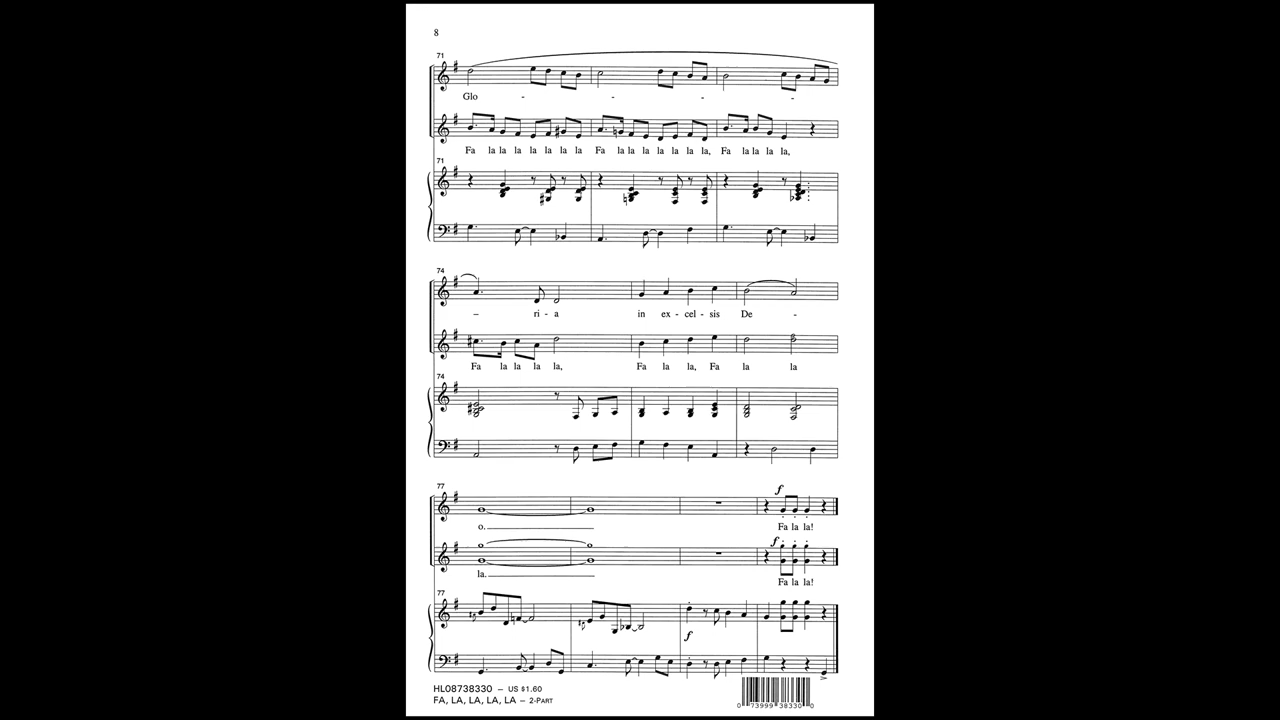 8
71
Glo - - - -
Fa la la la la la la la Fa la la la la la la la, Fa la la la la,
71
74
– ri - a in ex - cel - sis De -
Fa la la la la, Fa la la, Fa la la
74
77
f
o. Fa la la!
f
la. Fa la la!
77
f
HL08738330 – US $1.60
FA, LA, LA, LA, LA – 2-PART
0 73999 38330 0